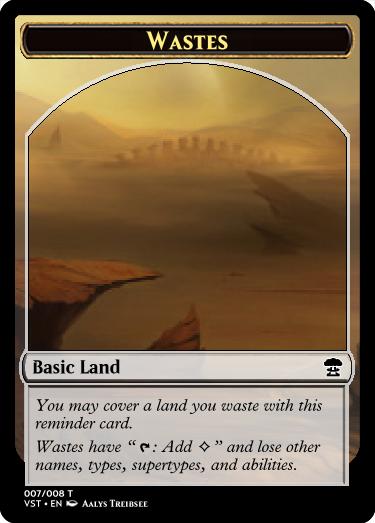 WASTES
Basic Land
You may cover a land you waste with this
reminder card.
Wastes have “ : Add ” and lose other
names, types, supertypes, and abilities.
007/008 T
VST • EN AALYS TREIBSEE